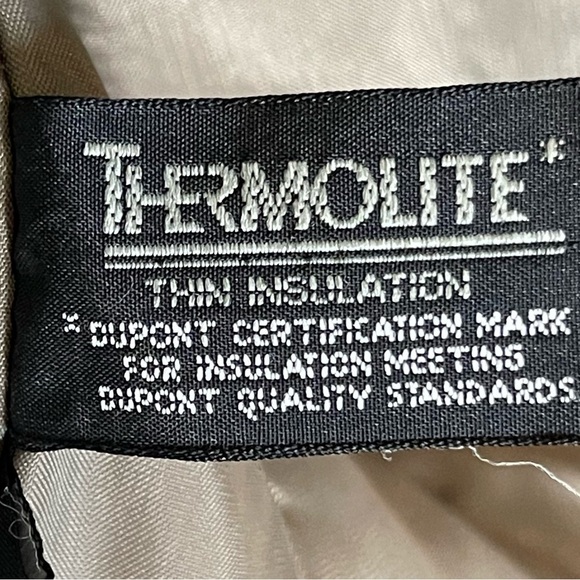 THERMOLITE*
THIN INSULATION
*DUPONT CERTIFICATION MARK
FOR INSULATION MEETING
DUPONT QUALITY STANDARDS